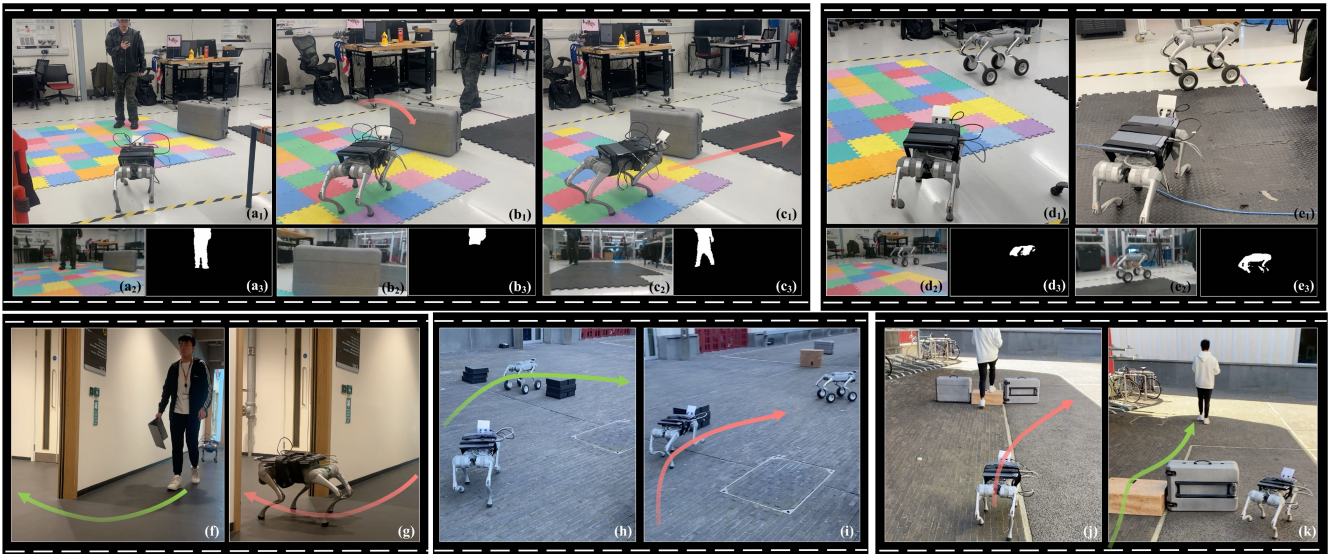 (a1)
(b1)
(c1)
(d1)
(e1)
(a2)
(a3)
(b2)
(b3)
(c2)
(c3)
(d2)
(d3)
(e2)
(e3)
(f)
(g)
(h)
(i)
(j)
(k)